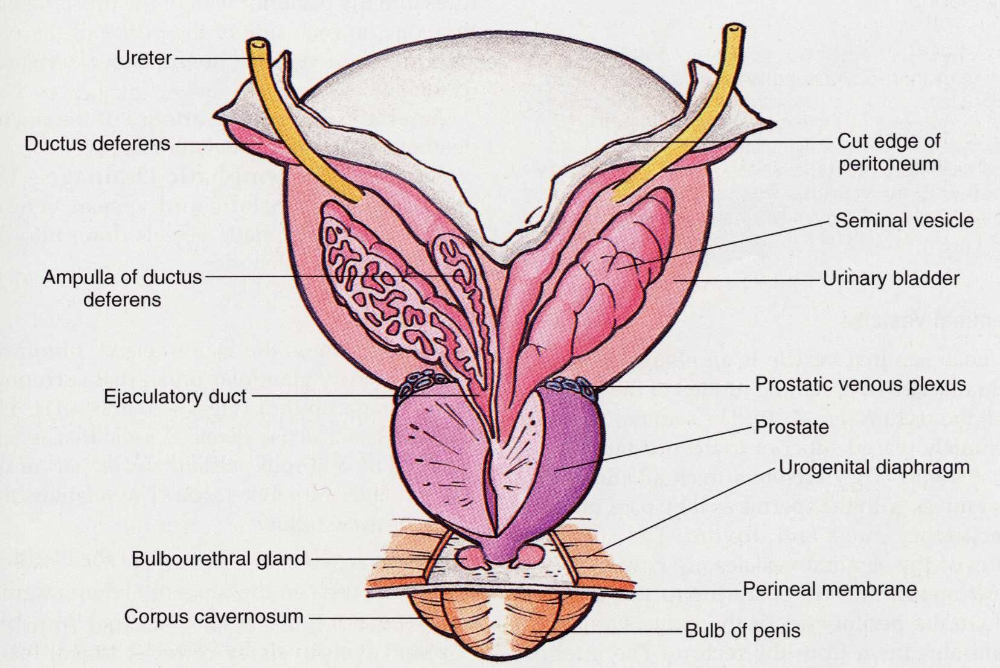 Ureter
Ductus deferens
Cut edge of
peritoneum
Seminal vesicle
Ampulla of ductus
deferens
Urinary bladder
Ejaculatory duct
Prostatic venous plexus
Prostate
Urogenital diaphragm
Bulbourethral gland
Perineal membrane
Corpus cavernosum
Bulb of penis